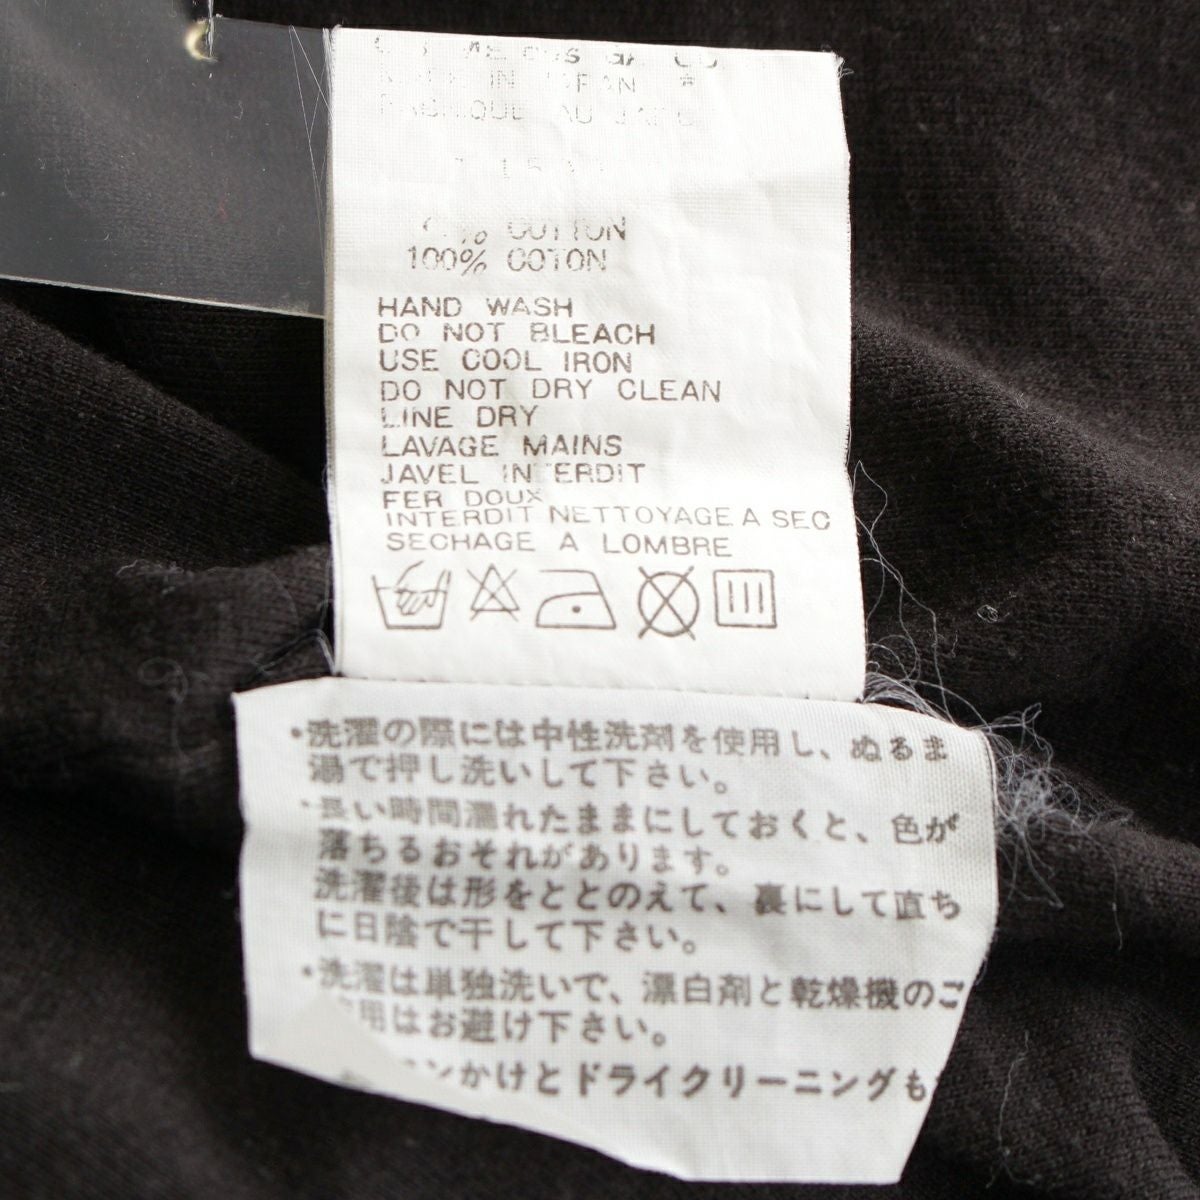 MADE IN JAPAN
FABRIQUE AU JAPON
COTTON
100% COTON
HAND WASH
DO NOT BLEACH
USE COOL IRON
DO NOT DRY CLEAN
LINE DRY
LAVAGE MAINS
JAVEL INTERDIT
FER DOUX
INTERDIT NETTOYAGE A SEC
SECHAGE A LOMBRE
•洗濯の際には中性洗剤を使用し、ぬるま
湯で押し洗いして下さい。
•長い時間濡れたままにしておくと、色が
落ちるおそれがあります。
洗濯後は形をととのえて、裏にして直ち
に日陰で干して下さい。
•洗濯は単独洗いで、漂白剤と乾燥機のご
用はお避け下さい。
ンかけとドライクリーニングも